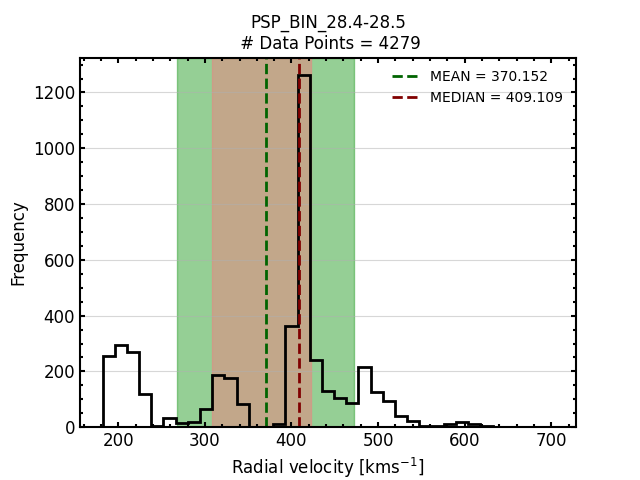 PSP_BIN_28.4-28.5
# Data Points = 4279
MEAN = 370.152
MEDIAN = 409.109
Frequency
1200
1000
800
600
400
200
0
200 300 400 500 600 700
Radial velocity [kms⁻¹]